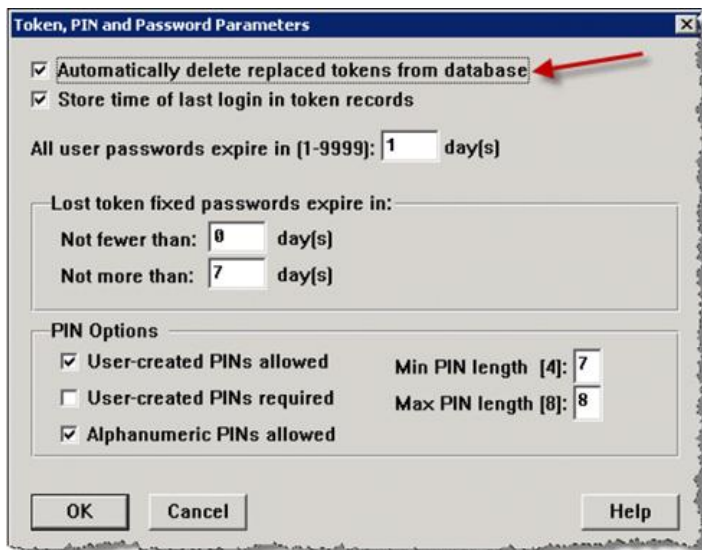 Token, PIN and Password Parameters
Automatically delete replaced tokens from database
Store time of last login in token records
All user passwords expire in (1-9999): 1 day(s)
Lost token fixed passwords expire in:
Not fewer than: 0 day(s)
Not more than: 7 day(s)
PIN Options
User-created PINs allowed Min PIN length [4]: 7
User-created PINs required Max PIN length [8]: 8
Alphanumeric PINs allowed
OK Cancel Help